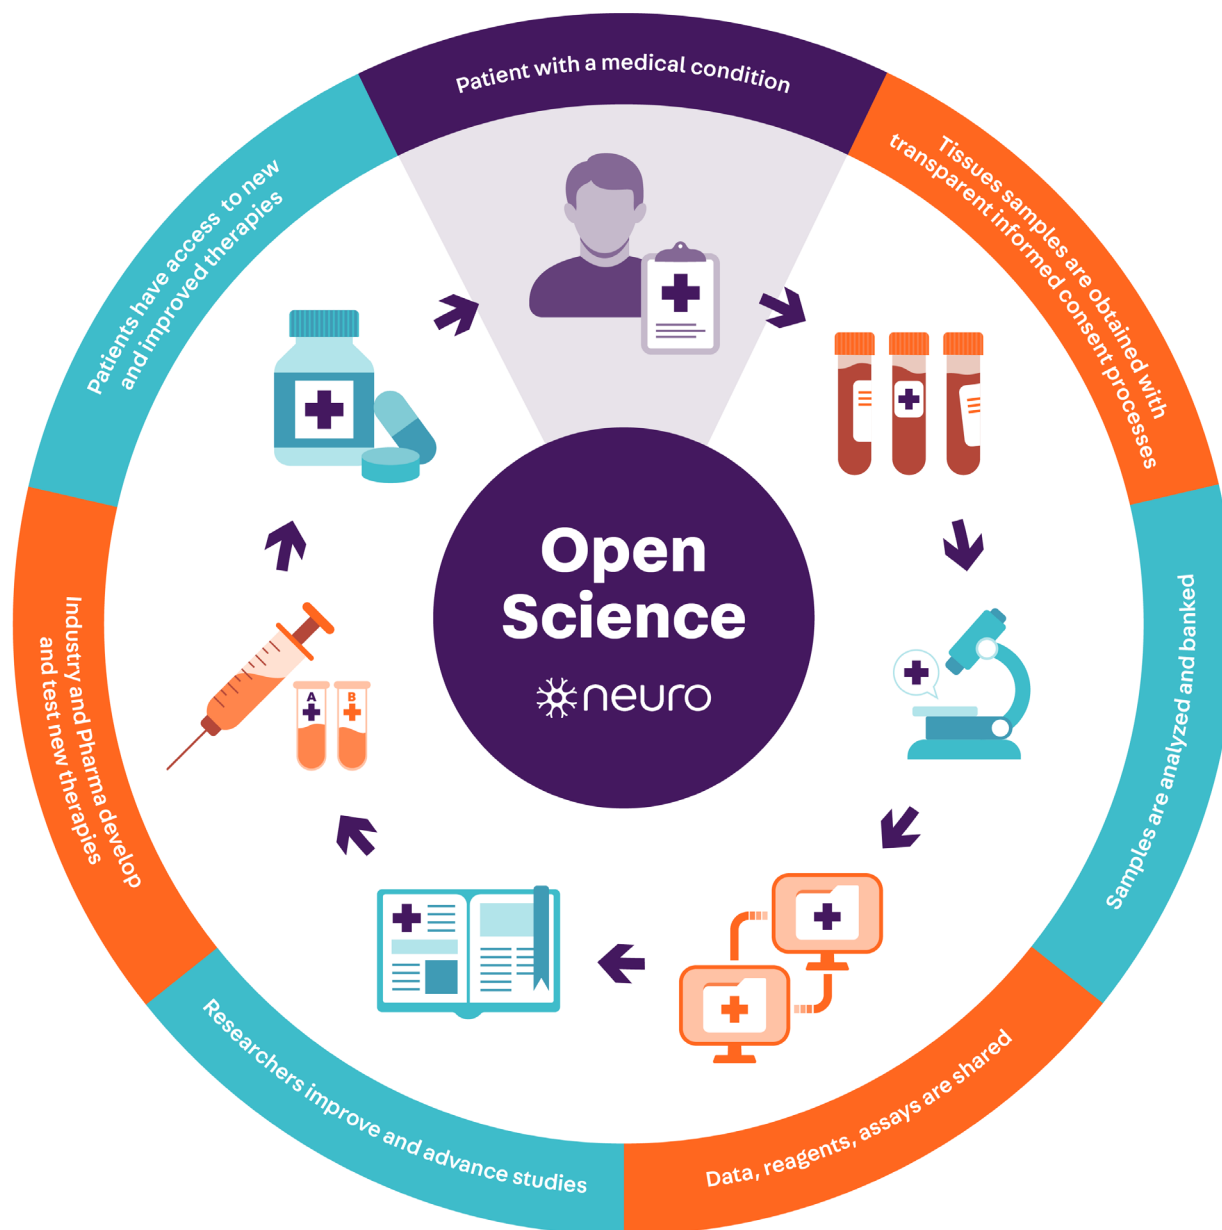 Patient with a medical condition
Tissues samples are obtained with
transparent informed consent processes
Samples are analyzed and banked
Data, reagents, assays are shared
Researchers improve and advance studies
Industry and Pharma develop
and test new therapies
Patients have access to new
and improved therapies
Open
Science
neuro
A
B